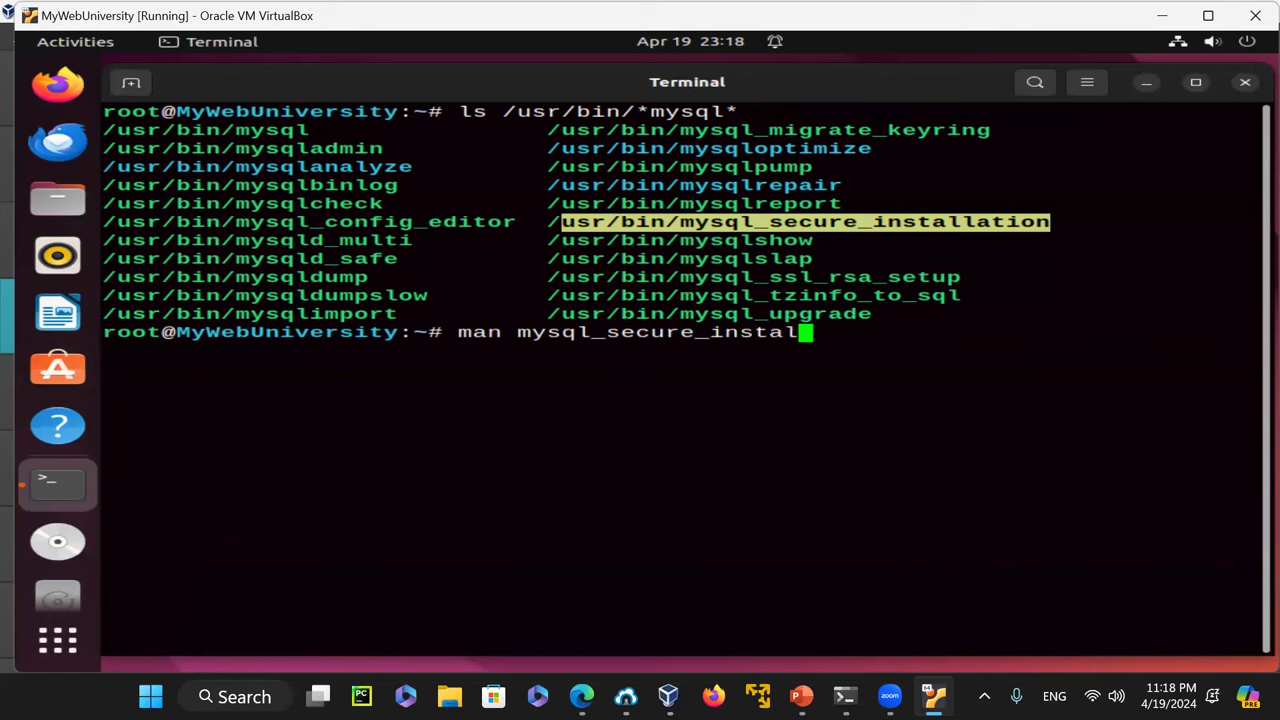 MyWebUniversity [Running] - Oracle VM VirtualBox
Activities Terminal Apr 19 23:18
Terminal
root@MyWebUniversity:~# ls /usr/bin/*mysql*
/usr/bin/mysql /usr/bin/mysql_migrate_keyring
/usr/bin/mysqladmin /usr/bin/mysqloptimize
/usr/bin/mysqlanalyze /usr/bin/mysqlpump
/usr/bin/mysqlbinlog /usr/bin/mysqlrepair
/usr/bin/mysqlcheck /usr/bin/mysqlreport
/usr/bin/mysql_config_editor /usr/bin/mysql_secure_installation
/usr/bin/mysqld_multi /usr/bin/mysqlshow
/usr/bin/mysqld_safe /usr/bin/mysqlslap
/usr/bin/mysqldump /usr/bin/mysql_ssl_rsa_setup
/usr/bin/mysqldumpslow /usr/bin/mysql_tzinfo_to_sql
/usr/bin/mysqlimport /usr/bin/mysql_upgrade
root@MyWebUniversity:~# man mysql_secure_instal
Search PC zoom ENG 11:18 PM
4/19/2024 PRE